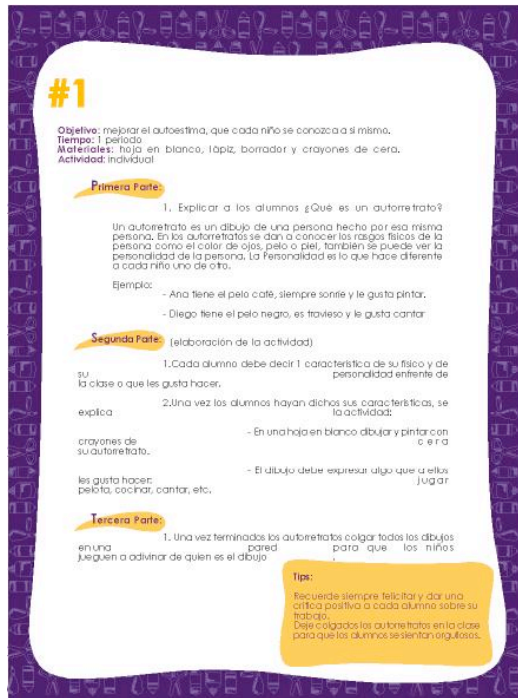 #1
Objetivo: mejorar el autoestima, que cada niño se conozca a si mismo.
Tiempo: 1 periodo
Materiales: hoja en blanco, lápiz, borrador y crayones de cera.
Actividad: individual
Primera Parte:
1. Explicar a los alumnos ¿Qué es un autorretrato?
Un autorretrato es un dibujo de una persona hecho por esa misma
persona. En los autorretratos se dan a conocer los rasgos físicos de la
persona como el color de ojos, pelo o piel, también se puede ver la
personalidad de la persona. La Personalidad es lo que hace diferente
a cada niño uno de otro.
Ejemplo:
- Ana tiene el pelo café, siempre sonríe y le gusta pintar.
- Diego tiene el pelo negro, es travieso y le gusta cantar
Segunda Parte: (elaboración de la actividad)
1.Cada alumno debe decir 1 característica de su físico y de
su personalidad enfrente de
la clase o que les gusta hacer.
2.Una vez los alumnos hayan dichos sus características, se
explica la actividad:
- En una hoja en blanco dibujar y pintar con
crayones de cera
su autorretrato.
- El dibujo debe expresar algo que a ellos
les gusta hacer: jugar
pelota, cocinar, cantar, etc.
Tercera Parte:
1. Una vez terminados los autorretratos colgar todos los dibujos
en una pared para que los niños
jueguen a adivinar de quien es el dibujo .
Tips:
Recuerde siempre felicitar y dar una
crítica positiva a cada alumno sobre su
trabajo.
Deje colgados los autorretratos en la clase
para que los alumnos se sientan orgullosos.